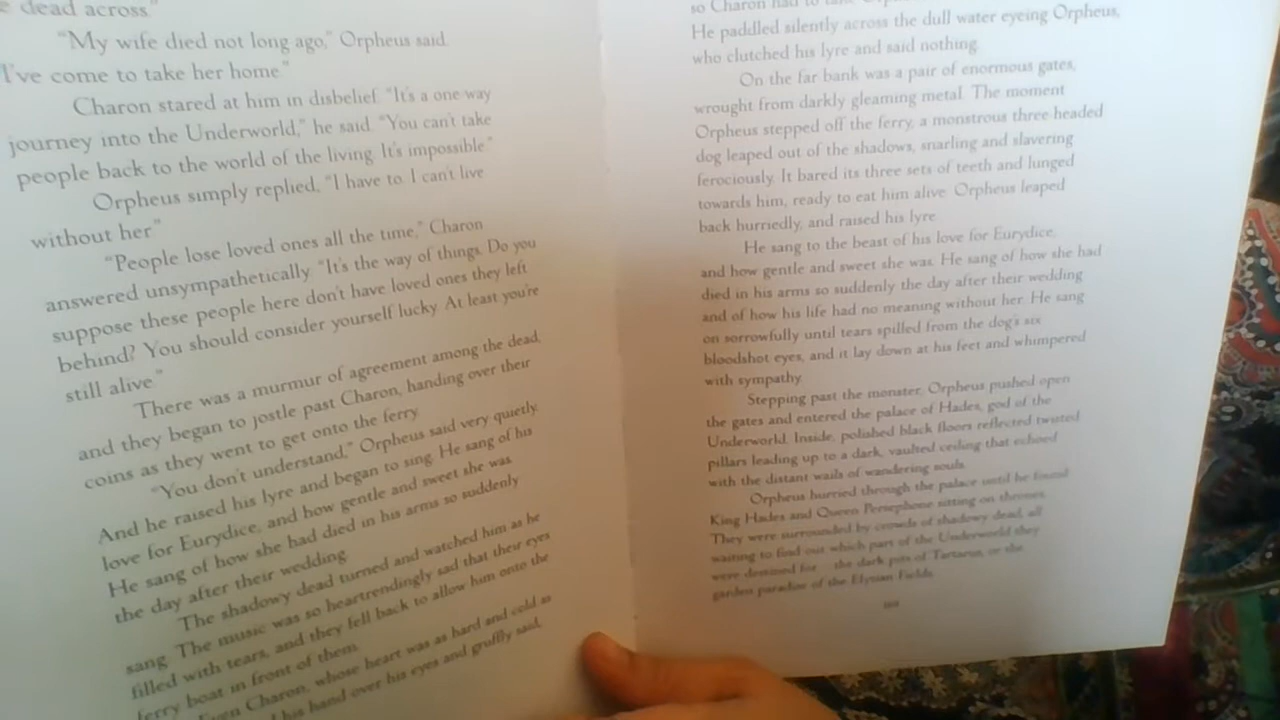 e dead across."
"My wife died not long ago," Orpheus said.
I've come to take her home."
Charon stared at him in disbelief. "It's a one way
journey into the Underworld," he said. "You can't take
people back to the world of the living. It's impossible."
Orpheus simply replied, "I have to. I can't live
without her."
"People lose loved ones all the time," Charon
answered unsympathetically. "It's the way of things. Do you
suppose these people here don't have loved ones they left
behind? You should consider yourself lucky. At least you're
still alive."
There was a murmur of agreement among the dead,
and they began to jostle past Charon, handing over their
coins as they went to get onto the ferry.
"You don't understand," Orpheus said very quietly.
And he raised his lyre and began to sing. He sang of his
love for Eurydice, and how gentle and sweet she was.
He sang of how she had died in his arms so suddenly
the day after their wedding.
The shadowy dead turned and watched him as he
sang. The music was so heartrendingly sad that their eyes
filled with tears, and they fell back to allow him onto the
ferry boat in front of them.
Even Charon, whose heart was as hard and cold as
his hand over his eyes and gruffly said,
so Charon had to take
He paddled silently across the dull water eyeing Orpheus,
who clutched his lyre and said nothing.
On the far bank was a pair of enormous gates,
wrought from darkly gleaming metal. The moment
Orpheus stepped off the ferry, a monstrous three-headed
dog leaped out of the shadows, snarling and slavering
ferociously. It bared its three sets of teeth and lunged
towards him, ready to eat him alive. Orpheus leaped
back hurriedly, and raised his lyre.
He sang to the beast of his love for Eurydice,
and how gentle and sweet she was. He sang of how she had
died in his arms so suddenly the day after their wedding
and of how his life had no meaning without her. He sang
on sorrowfully until tears spilled from the dog's six
bloodshot eyes, and it lay down at his feet and whimpered
with sympathy.
Stepping past the monster, Orpheus pushed open
the gates and entered the palace of Hades, god of the
Underworld. Inside, polished black floors reflected twisted
pillars leading up to a dark, vaulted ceiling that echoed
with the distant wails of wandering souls.
Orpheus hurried through the palace until he found
King Hades and Queen Persephone sitting on thrones.
They were surrounded by crowds of shadowy dead, all
waiting to find out which part of the Underworld they
were destined for the dark pits of Tartarus, or the
garden paradise of the Elysian Fields.